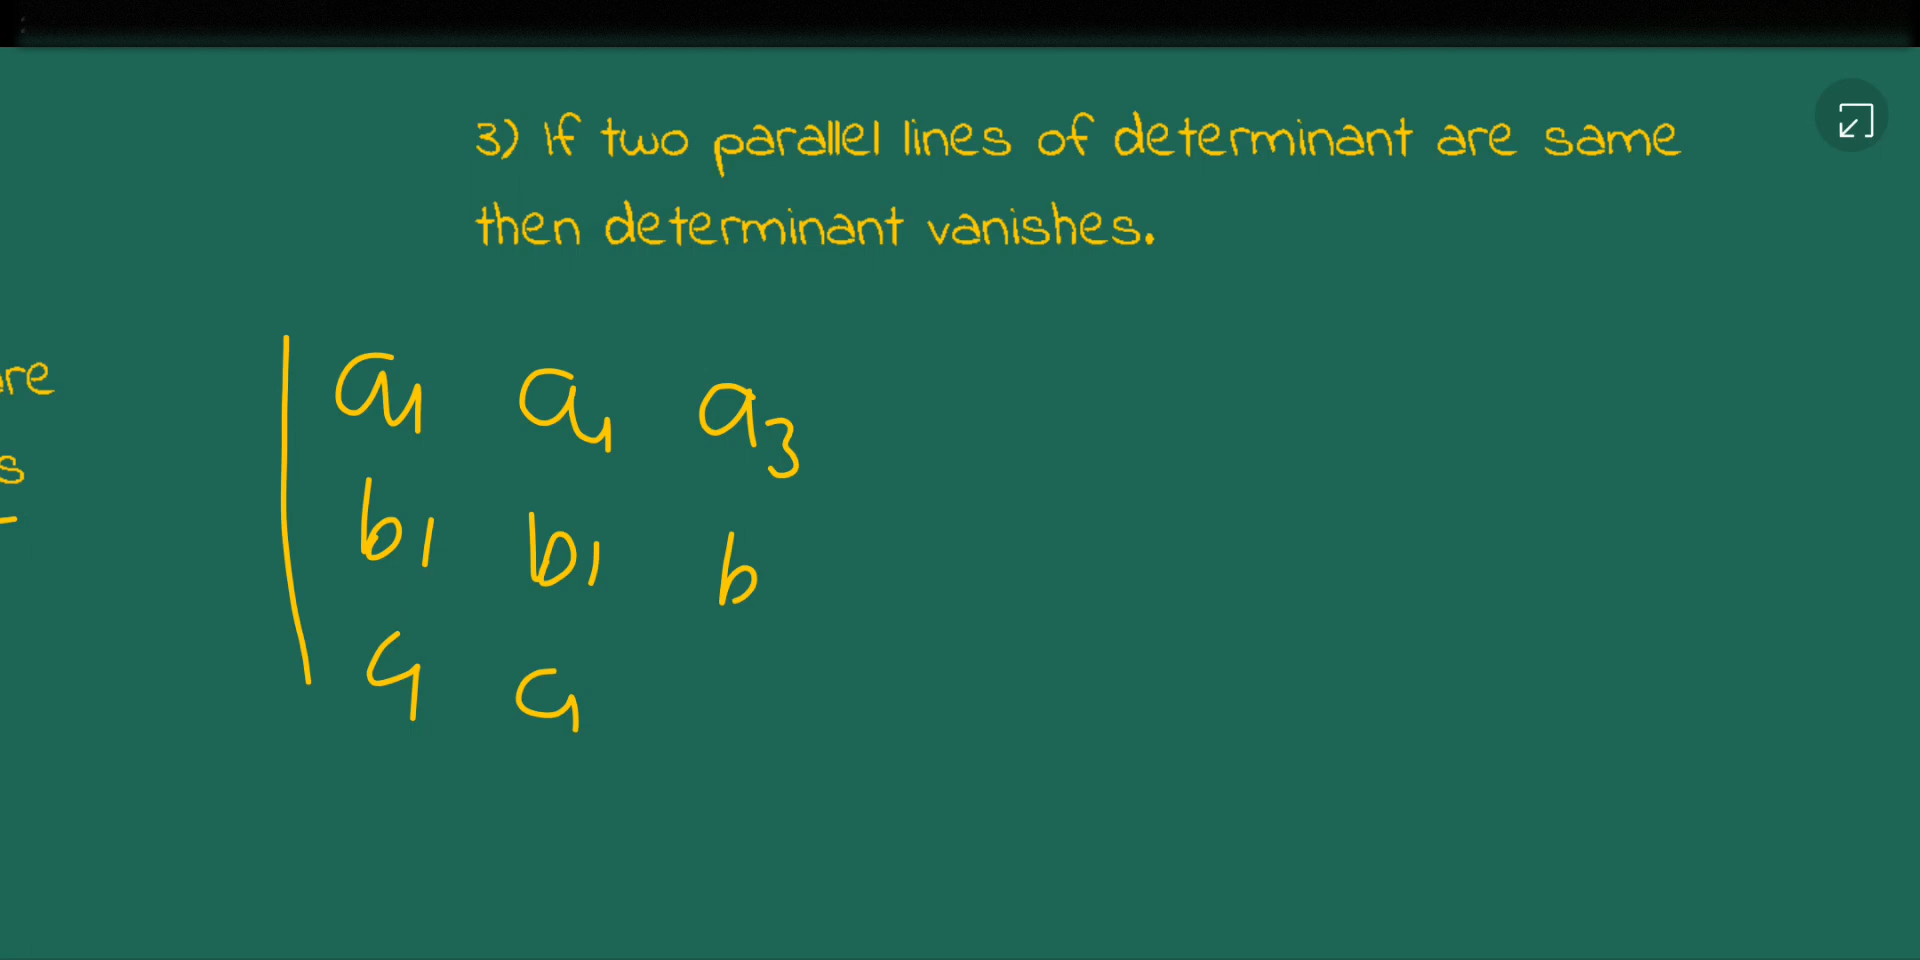 3) If two parallel lines of determinant are same
then determinant vanishes.
are
s
| a1 a1 a3
b1 b1 b
c1 c1